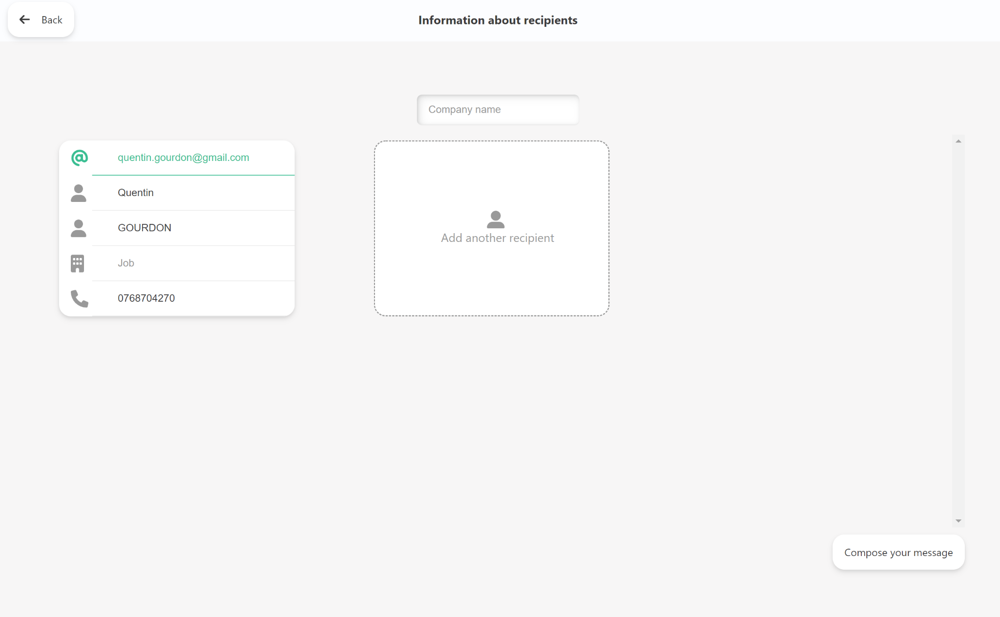 Back
Information about recipients
Company name
quentin.gourdon@gmail.com
Quentin
GOURDON
Job
0768704270
Add another recipient
Compose your message